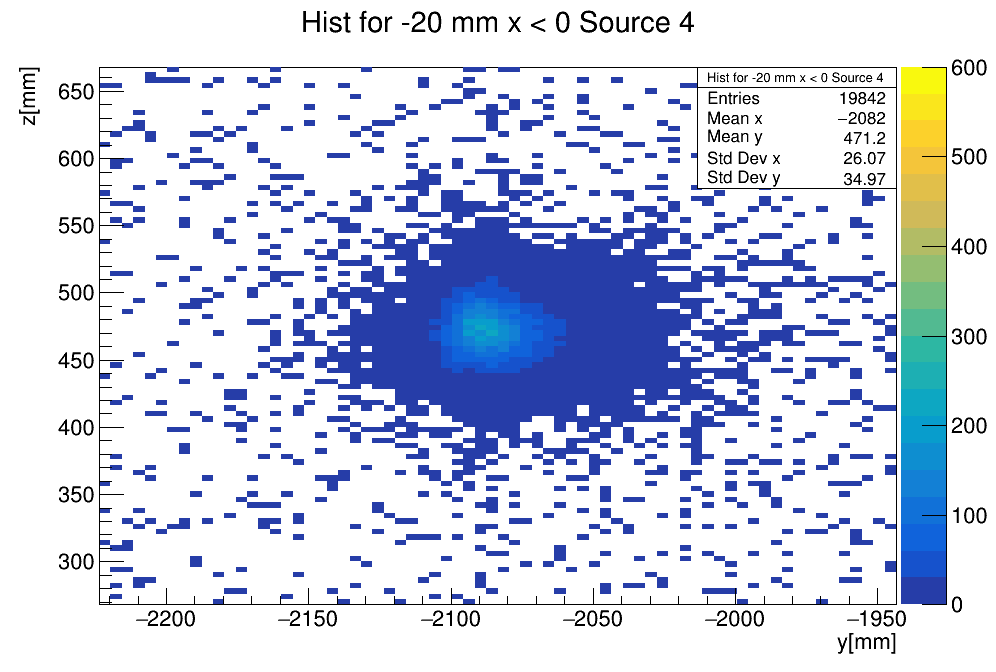 Hist for -20 mm x < 0 Source 4
z[mm]
650
600
550
500
450
400
350
300
Hist for -20 mm x < 0 Source 4
Entries 19842
Mean x −2082
Mean y 471.2
Std Dev x 26.07
Std Dev y 34.97
600
500
400
300
200
100
0
−2200 −2150 −2100 −2050 −2000 −1950
y[mm]